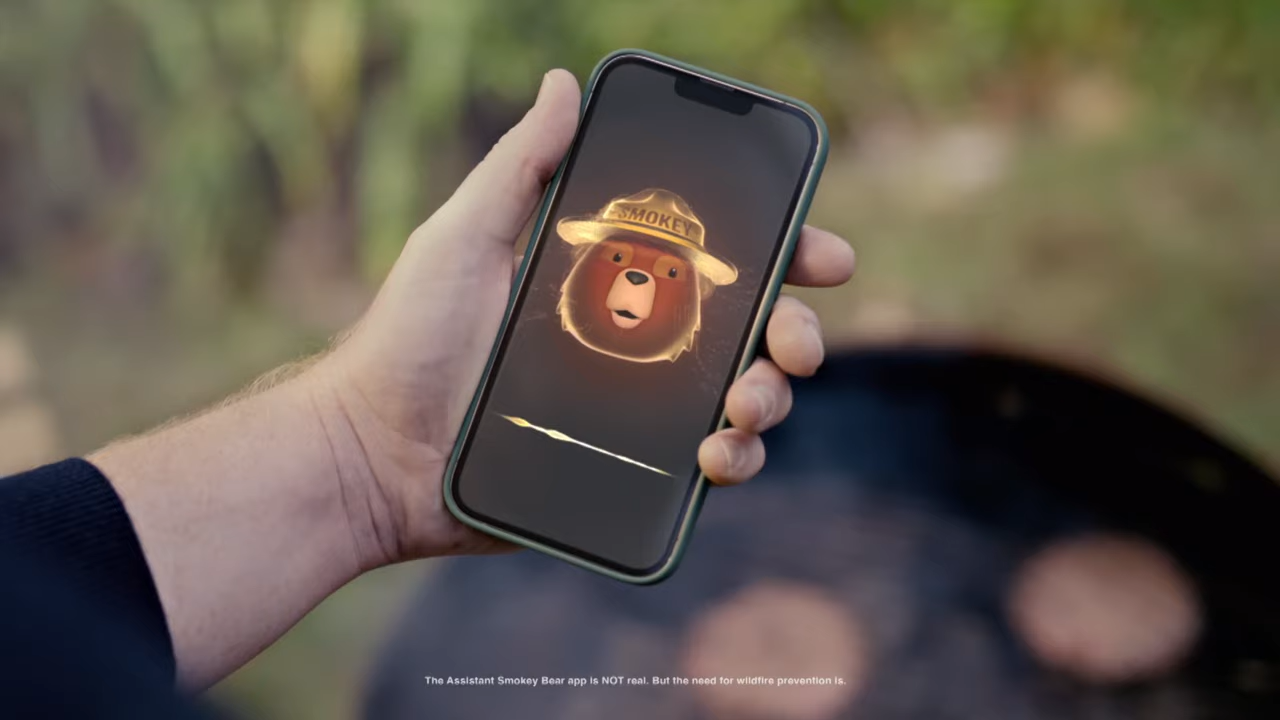 SMOKEY
The Assistant Smokey Bear app is NOT real. But the need for wildfire prevention is.